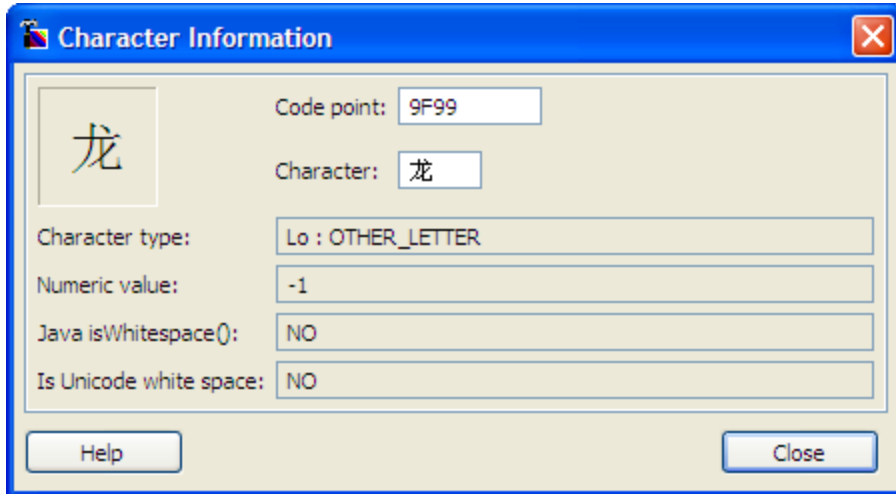 Character Information
龙
Code point: 9F99
Character: 龙
Character type: Lo : OTHER_LETTER
Numeric value: -1
Java isWhitespace(): NO
Is Unicode white space: NO
Help Close